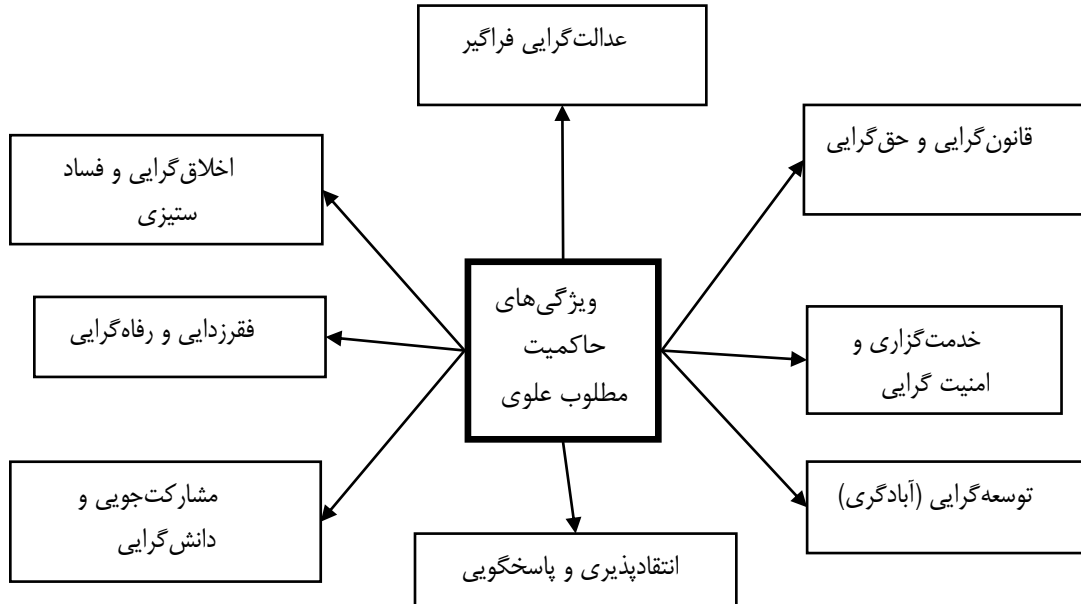 عدالت‌گرایی فراگیر
قانون‌گرایی و حق‌گرایی
اخلاق‌گرایی و فساد
ستیزی
ویژگی‌های
حاکمیت
مطلوب علوی
فقرزدایی و رفاه‌گرایی
خدمت‌گزاری و
امنیت گرایی
توسعه‌گرایی (آبادگری)
مشارکت‌جویی و
دانش‌گرایی
انتقادپذیری و پاسخگویی